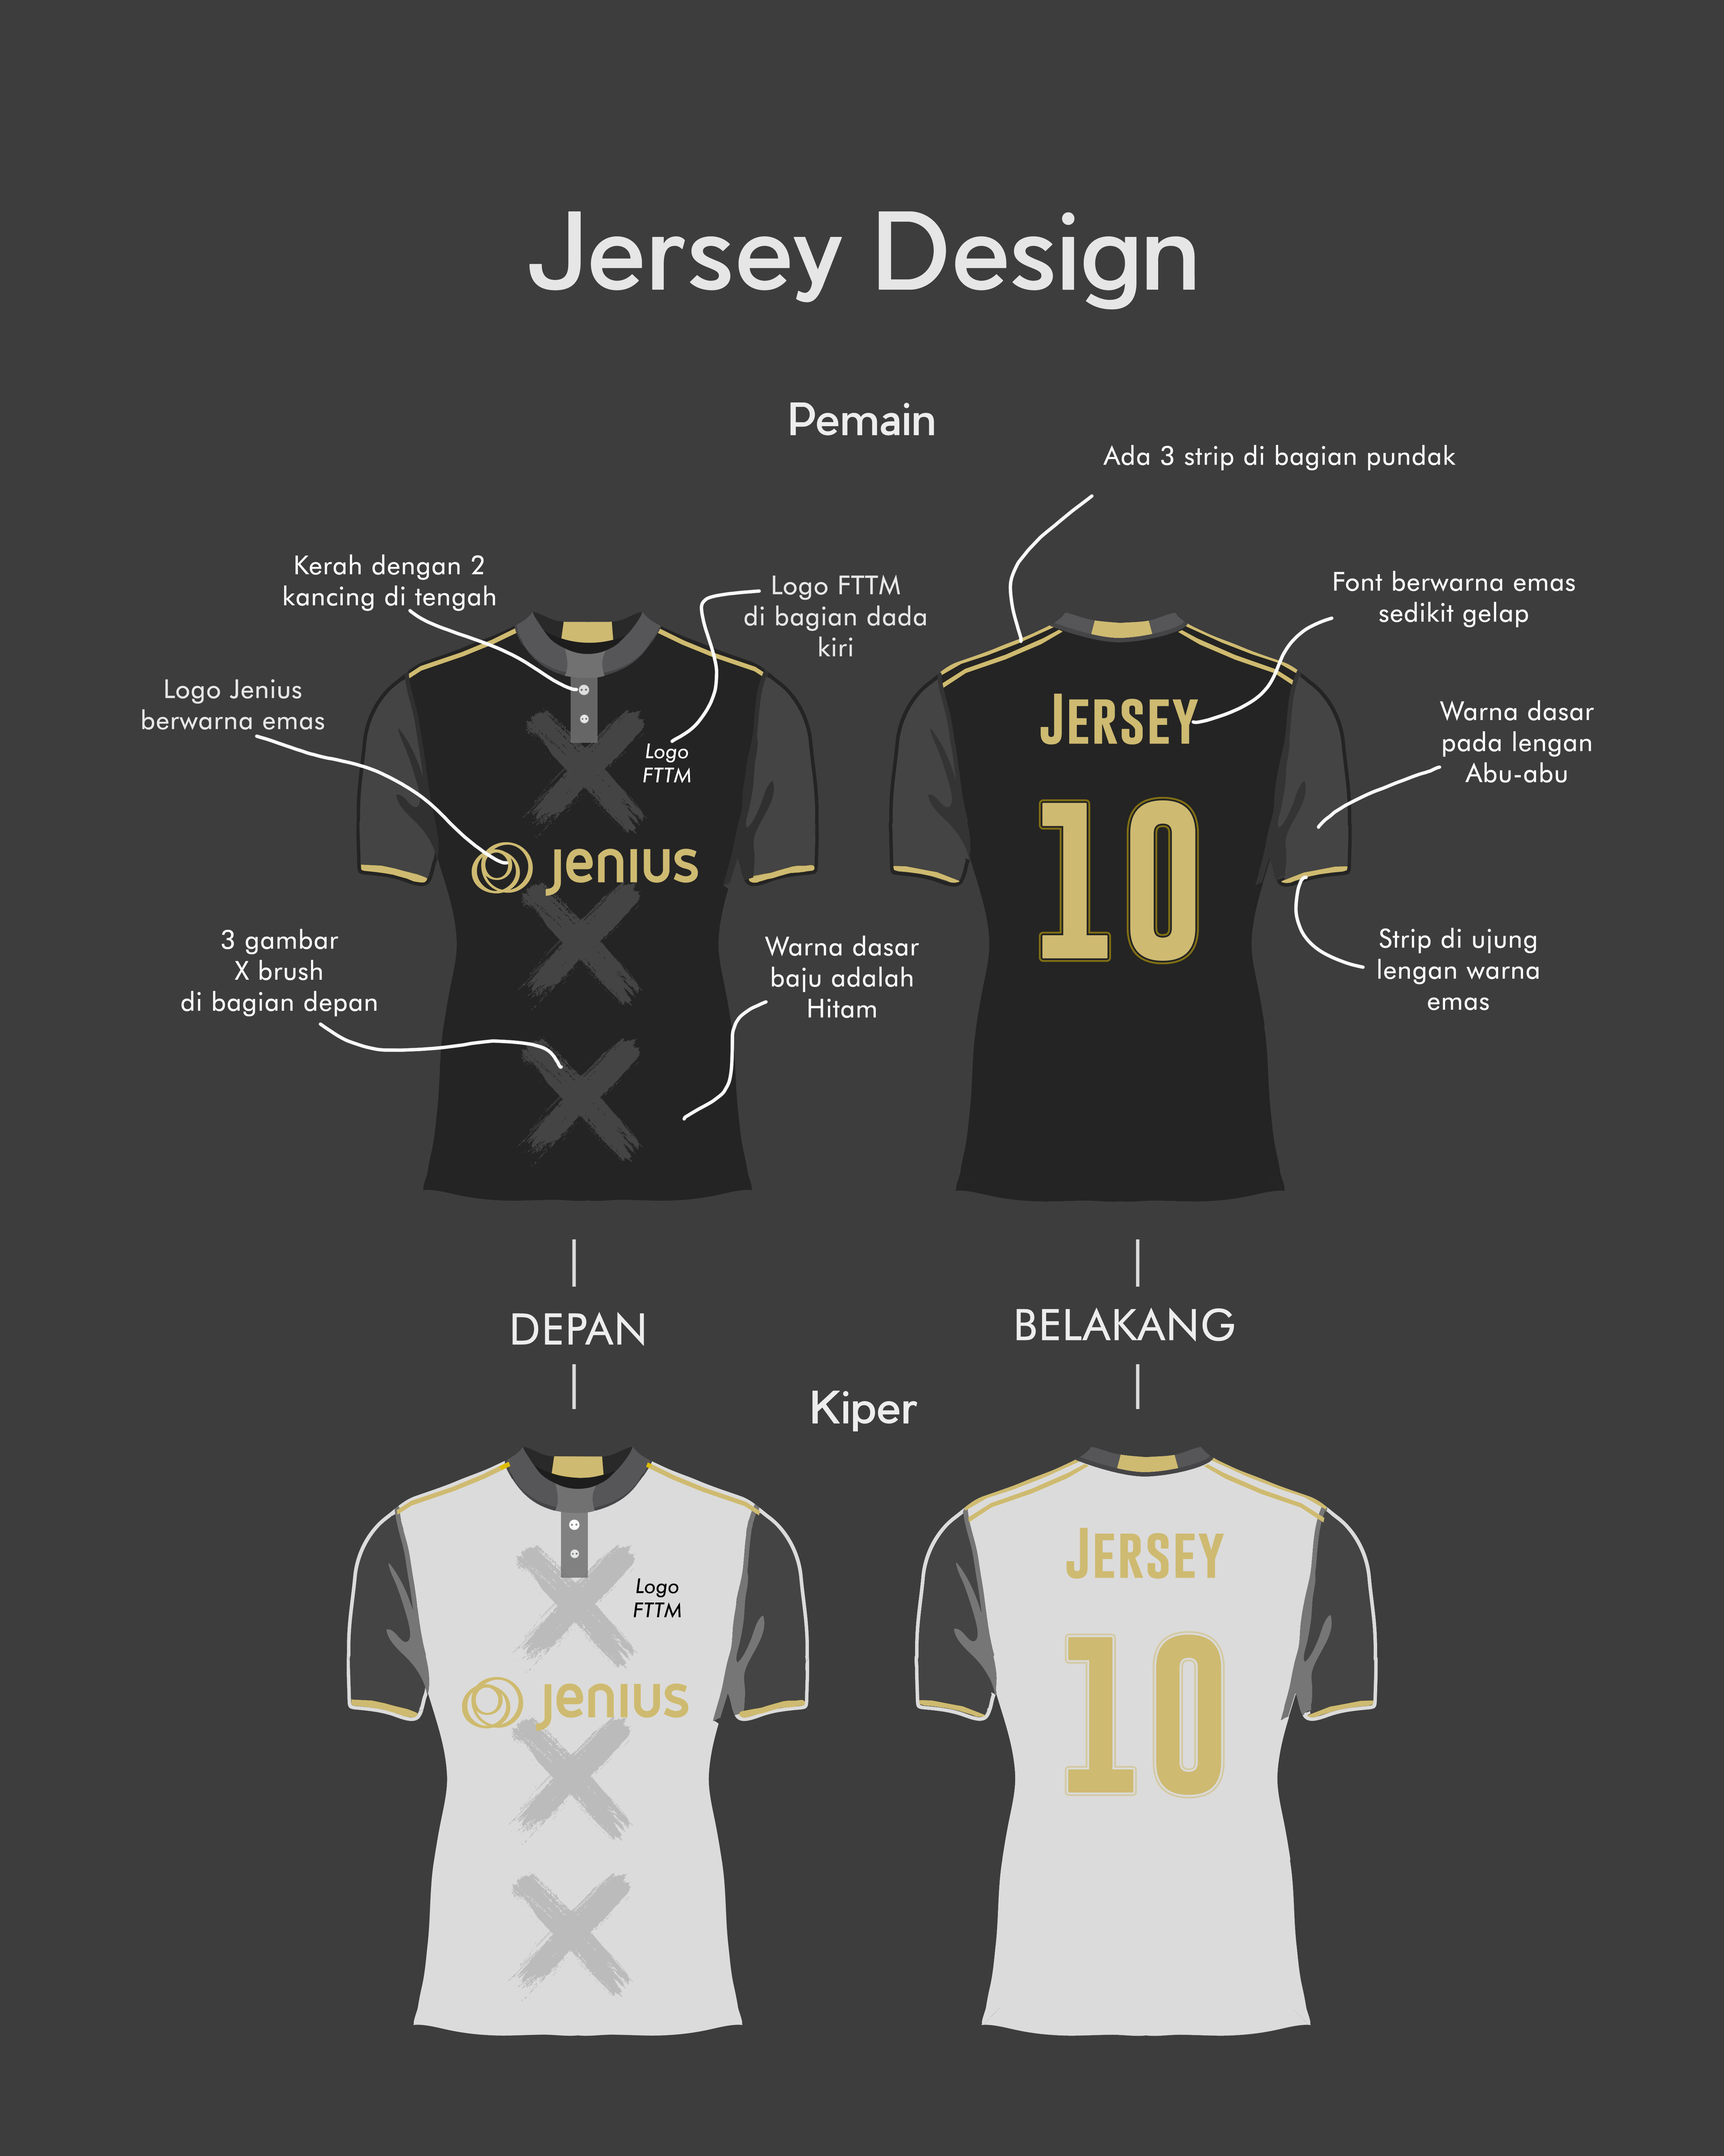 Jersey Design
Pemain
Ada 3 strip di bagian pundak
Kerah dengan 2
kancing di tengah
Logo FTTM
di bagian dada
kiri
Font berwarna emas
sedikit gelap
Logo Jenius
berwarna emas
Warna dasar
pada lengan
Abu-abu
Logo
FTTM
JERSEY
jenius
10
3 gambar
X brush
di bagian depan
Warna dasar
baju adalah
Hitam
Strip di ujung
lengan warna
emas
DEPAN
BELAKANG
Kiper
Logo
FTTM
jenius
JERSEY
10